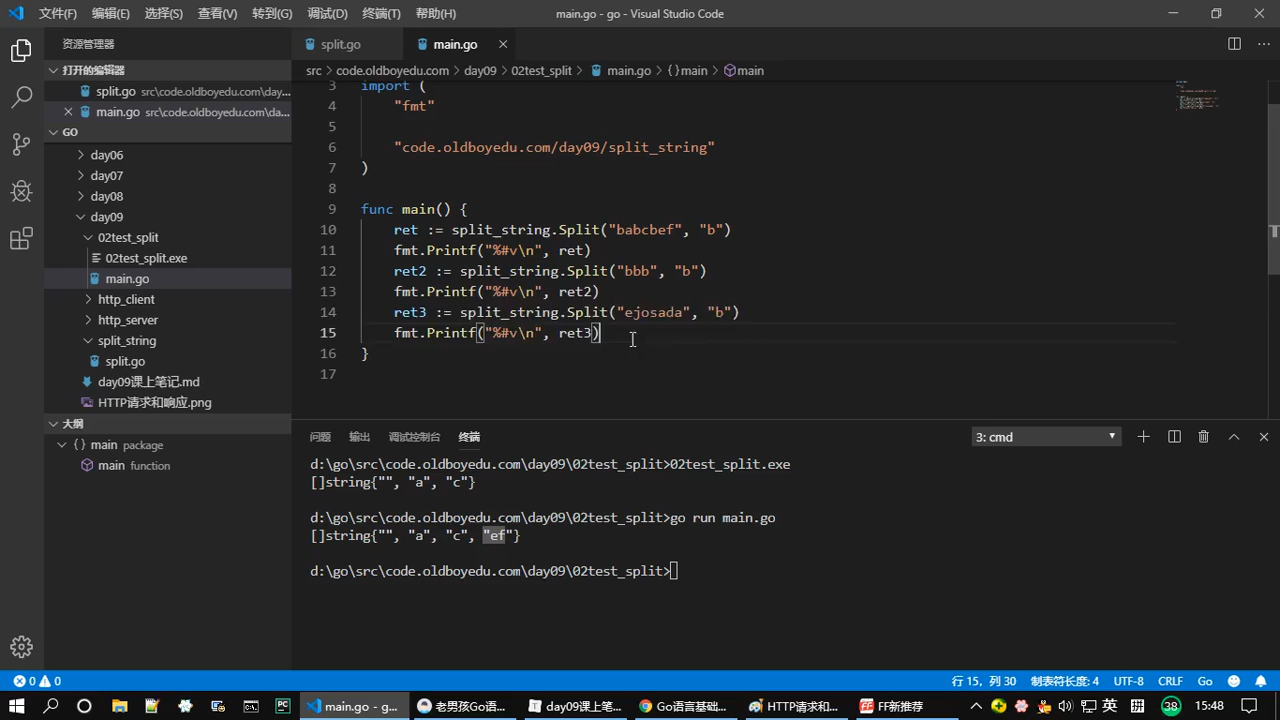 文件(F) 编辑(E) 选择(S) 查看(V) 转到(G) 调试(D) 终端(T) 帮助(H) main.go - go - Visual Studio Code
资源管理器
split.go main.go
打开的编辑器
src > code.oldboyedu.com > day09 > 02test_split > main.go > {} main > main
split.go src\code.oldboyedu.com\day...
main.go src\code.oldboyedu.com\da...
GO
day06
day07
day08
day09
02test_split
02test_split.exe
main.go
http_client
http_server
split_string
split.go
day09课上笔记.md
HTTP请求和响应.png
大纲
{} main package
main function
3 import (
4 "fmt"
5
6 "code.oldboyedu.com/day09/split_string"
7 )
8
9 func main() {
10 ret := split_string.Split("babcbef", "b")
11 fmt.Printf("%#v\n", ret)
12 ret2 := split_string.Split("bbb", "b")
13 fmt.Printf("%#v\n", ret2)
14 ret3 := split_string.Split("ejosada", "b")
15 fmt.Printf("%#v\n", ret3)
16 }
17
问题 输出 调试控制台 终端 3: cmd
d:\go\src\code.oldboyedu.com\day09\02test_split>02test_split.exe
[]string{"", "a", "c"}
d:\go\src\code.oldboyedu.com\day09\02test_split>go run main.go
[]string{"", "a", "c", "ef"}
d:\go\src\code.oldboyedu.com\day09\02test_split>
0 0 行 15，列 30 制表符长度: 4 UTF-8 CRLF Go
main.go - g... 老男孩Go语... day09课上笔... Go语言基础... HTTP请求和... FF新推荐 英 拼 38 15:48